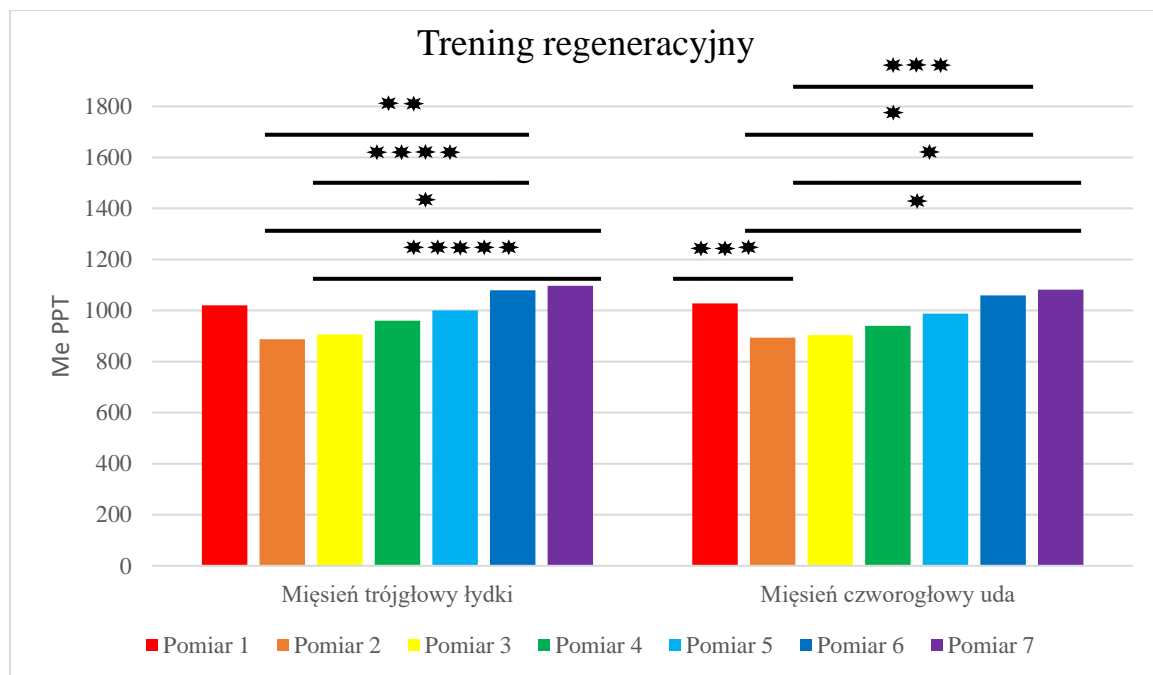 Trening regeneracyjny
Me PPT
1800
1600
1400
1200
1000
800
600
400
200
0
Mięsień trójgłowy łydki Mięsień czworogłowy uda
Pomiar 1 Pomiar 2 Pomiar 3 Pomiar 4 Pomiar 5 Pomiar 6 Pomiar 7